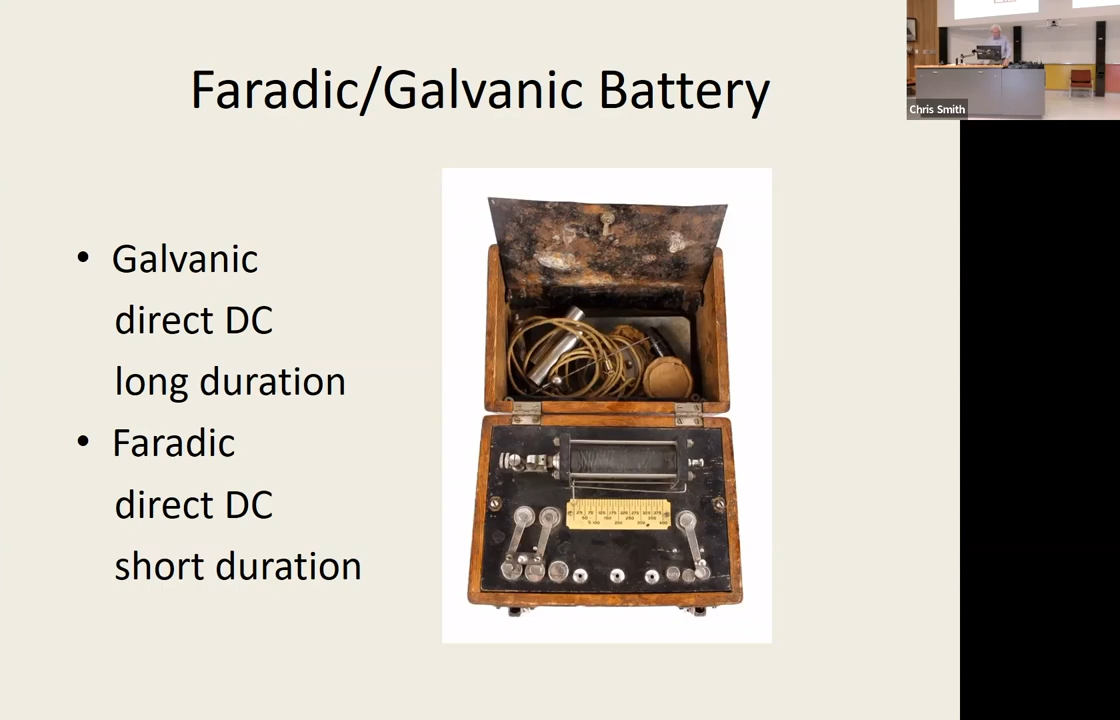 Faradic/Galvanic Battery
• Galvanic
direct DC
long duration
• Faradic
direct DC
short duration
Chris Smith